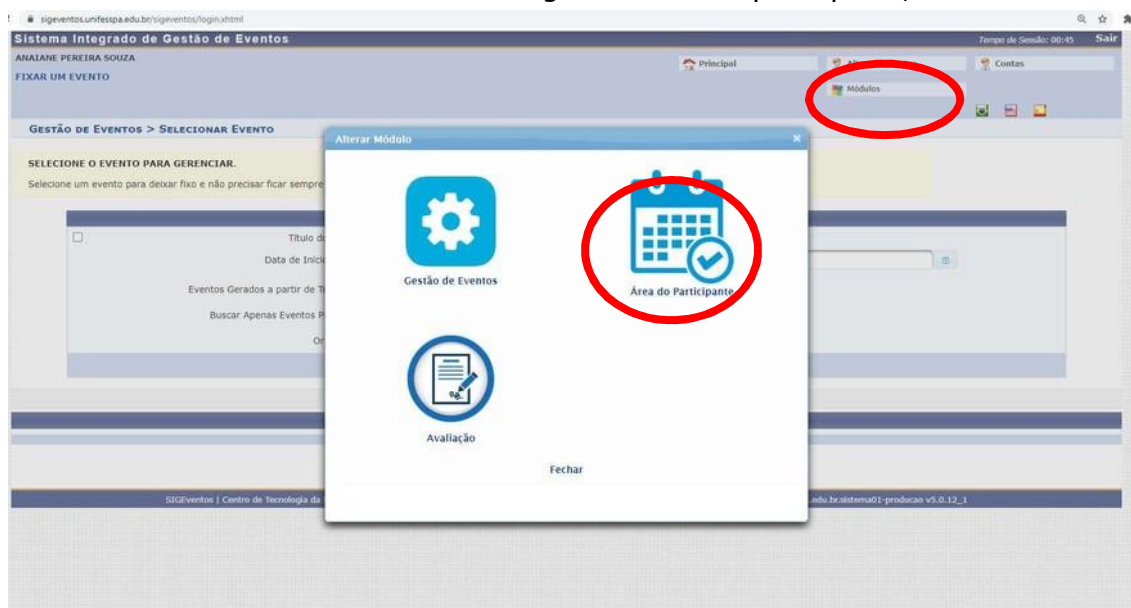 sigeventos.unifesspa.edu.br/sigeventos/login.xhtml
Sistema Integrado de Gestão de Eventos
Tempo de Sessão: 00:45 Sair
ANAIANE PEREIRA SOUZA
Principal
Contas
FIXAR UM EVENTO
Módulos
GESTÃO DE EVENTOS > SELECIONAR EVENTO
Alterar Módulo ×
SELECIONE O EVENTO PARA GERENCIAR.
Selecione um evento para deixar fixo e não precisar ficar sempre
Título
Data de Iníc
Eventos Gerados a partir de T
Buscar Apenas Eventos P
Or
Gestão de Eventos
Área do Participante
Avaliação
Fechar
SIGEventos | Centro de Tecnologia da
.edu.br.sistema01-producao v5.0.12_1